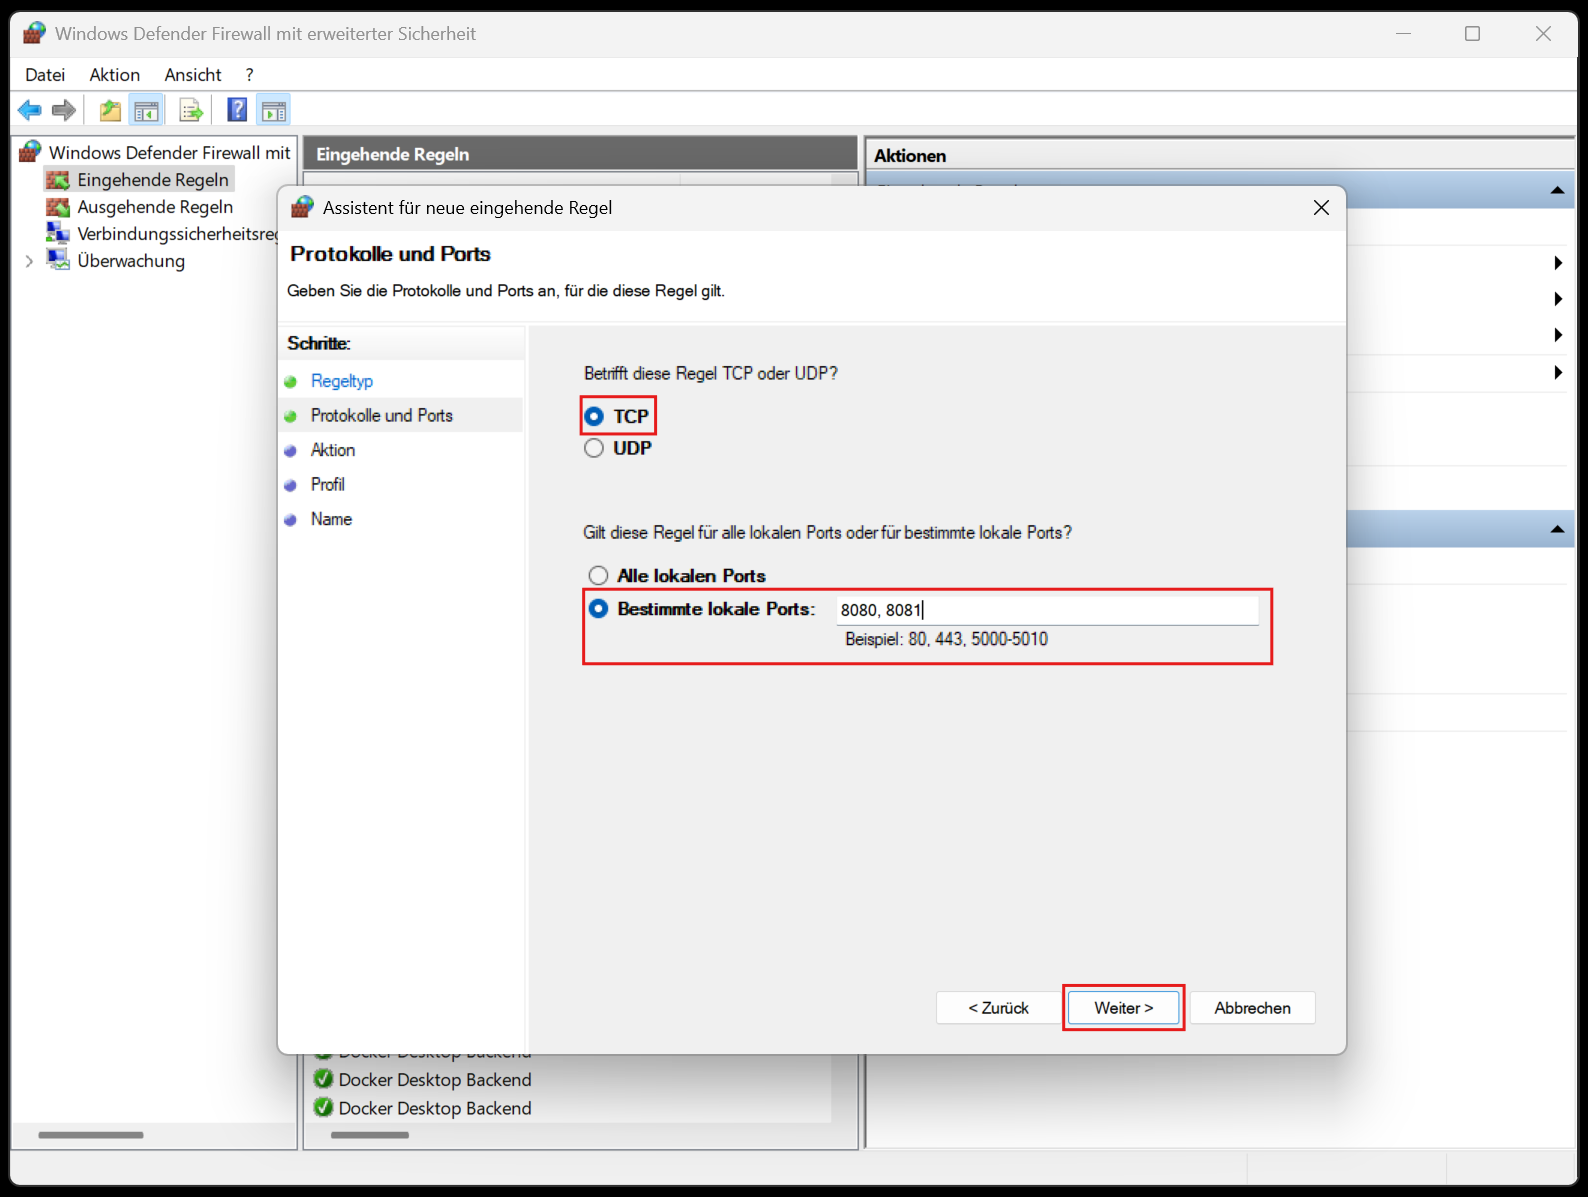 Windows Defender Firewall mit erweiterter Sicherheit
Datei Aktion Ansicht ?
Windows Defender Firewall mit
Eingehende Regeln
Ausgehende Regeln
Verbindungssicherheitsreg
Überwachung
Eingehende Regeln
Aktionen
Assistent für neue eingehende Regel
Protokolle und Ports
Geben Sie die Protokolle und Ports an, für die diese Regel gilt.
Schritte:
Regeltyp
Protokolle und Ports
Aktion
Profil
Name
Betrifft diese Regel TCP oder UDP?
TCP
UDP
Gilt diese Regel für alle lokalen Ports oder für bestimmte lokale Ports?
Alle lokalen Ports
Bestimmte lokale Ports: 8080, 8081
Beispiel: 80, 443, 5000-5010
< Zurück Weiter > Abbrechen
Docker Desktop Backend
Docker Desktop Backend
Docker Desktop Backend